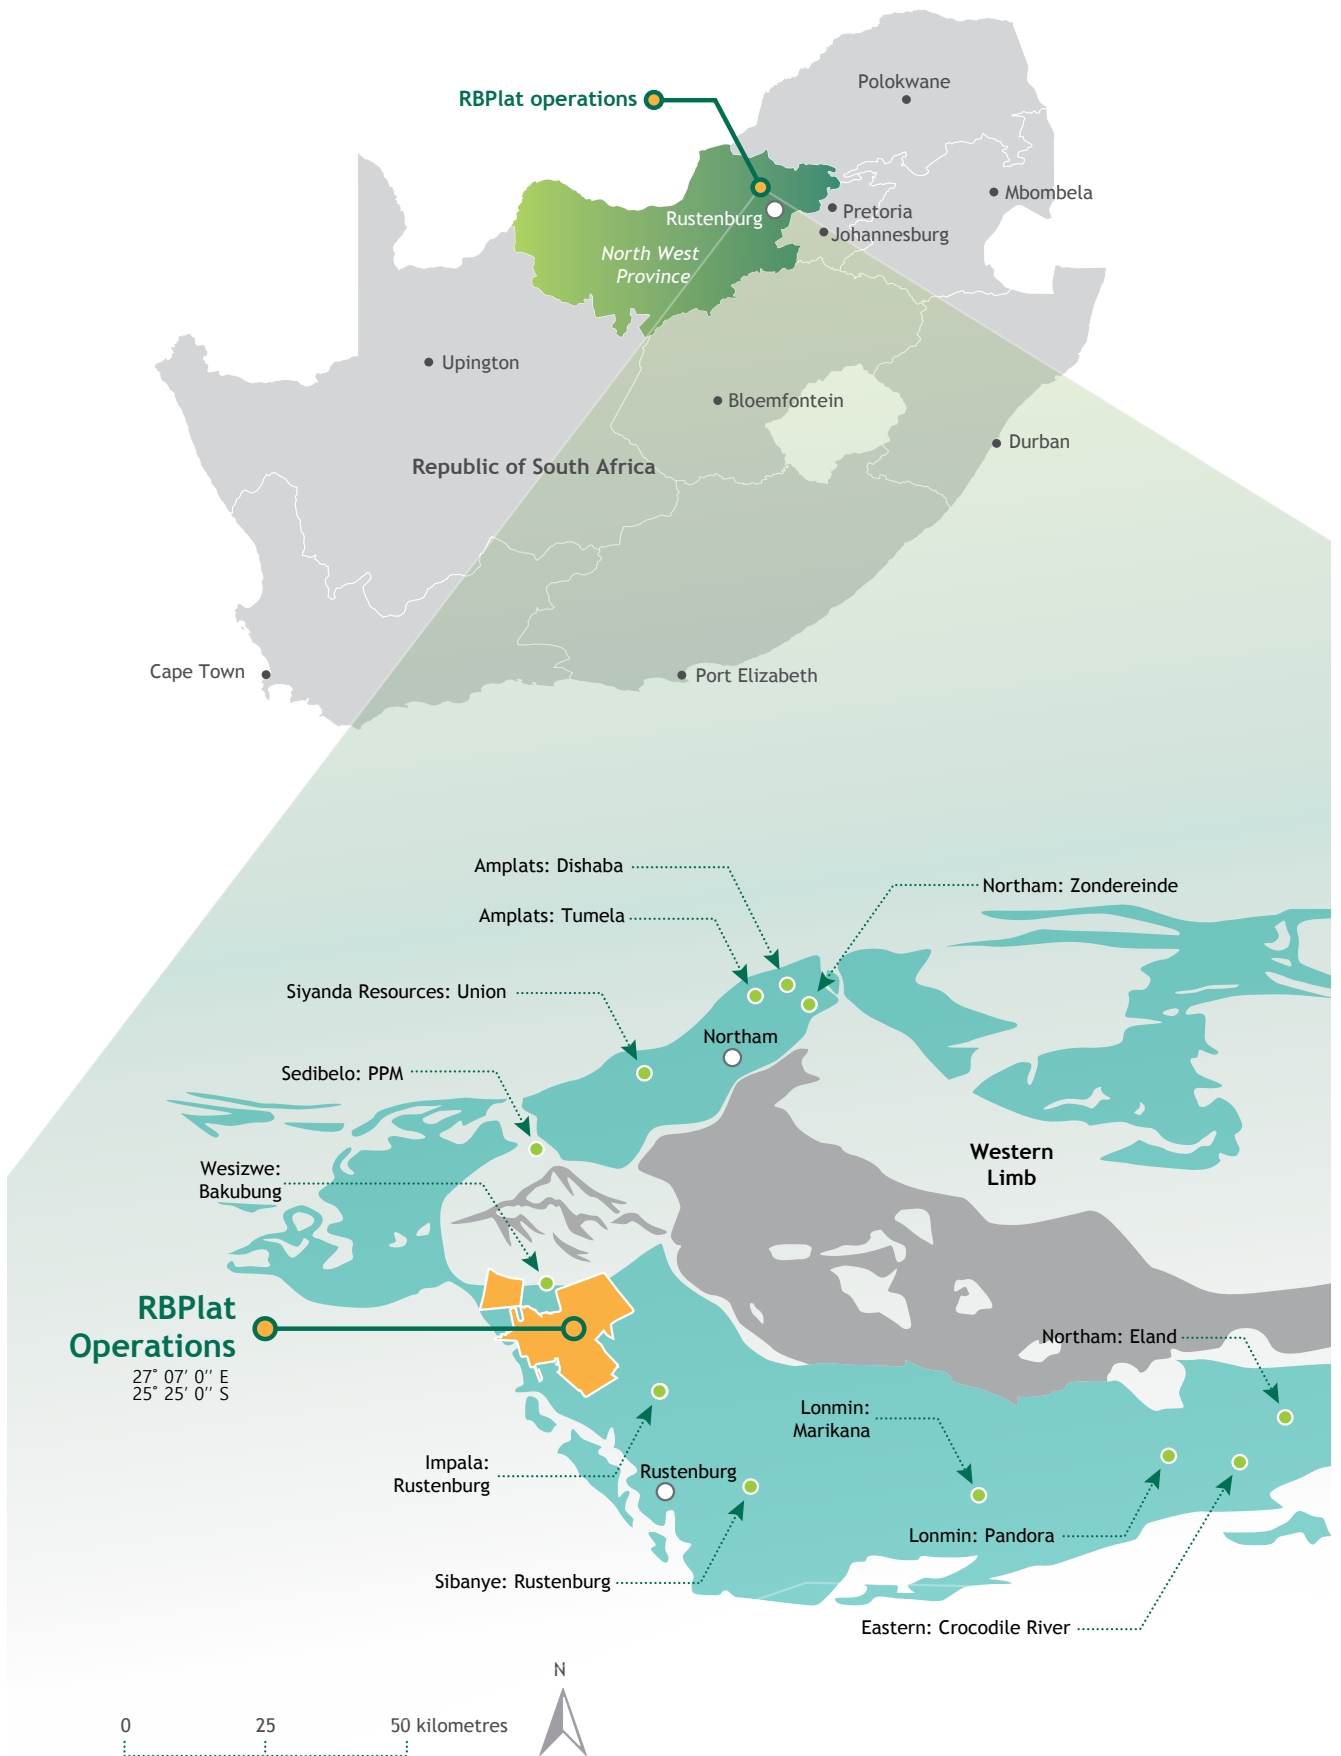 Polokwane
RBPlat operations
Mbombela
Rustenburg
Pretoria
Johannesburg
North West
Province
Upington
Bloemfontein
Durban
Republic of South Africa
Cape Town
Port Elizabeth
Amplats: Dishaba
Northam: Zondereinde
Amplats: Tumela
Siyanda Resources: Union
Northam
Sedibelo: PPM
Western
Limb
Wesizwe:
Bakubung
RBPlat
Operations
27° 07' 0'' E
25° 25' 0'' S
Northam: Eland
Lonmin:
Marikana
Impala:
Rustenburg
Rustenburg
Lonmin: Pandora
Sibanye: Rustenburg
Eastern: Crocodile River
N
0 25 50 kilometres